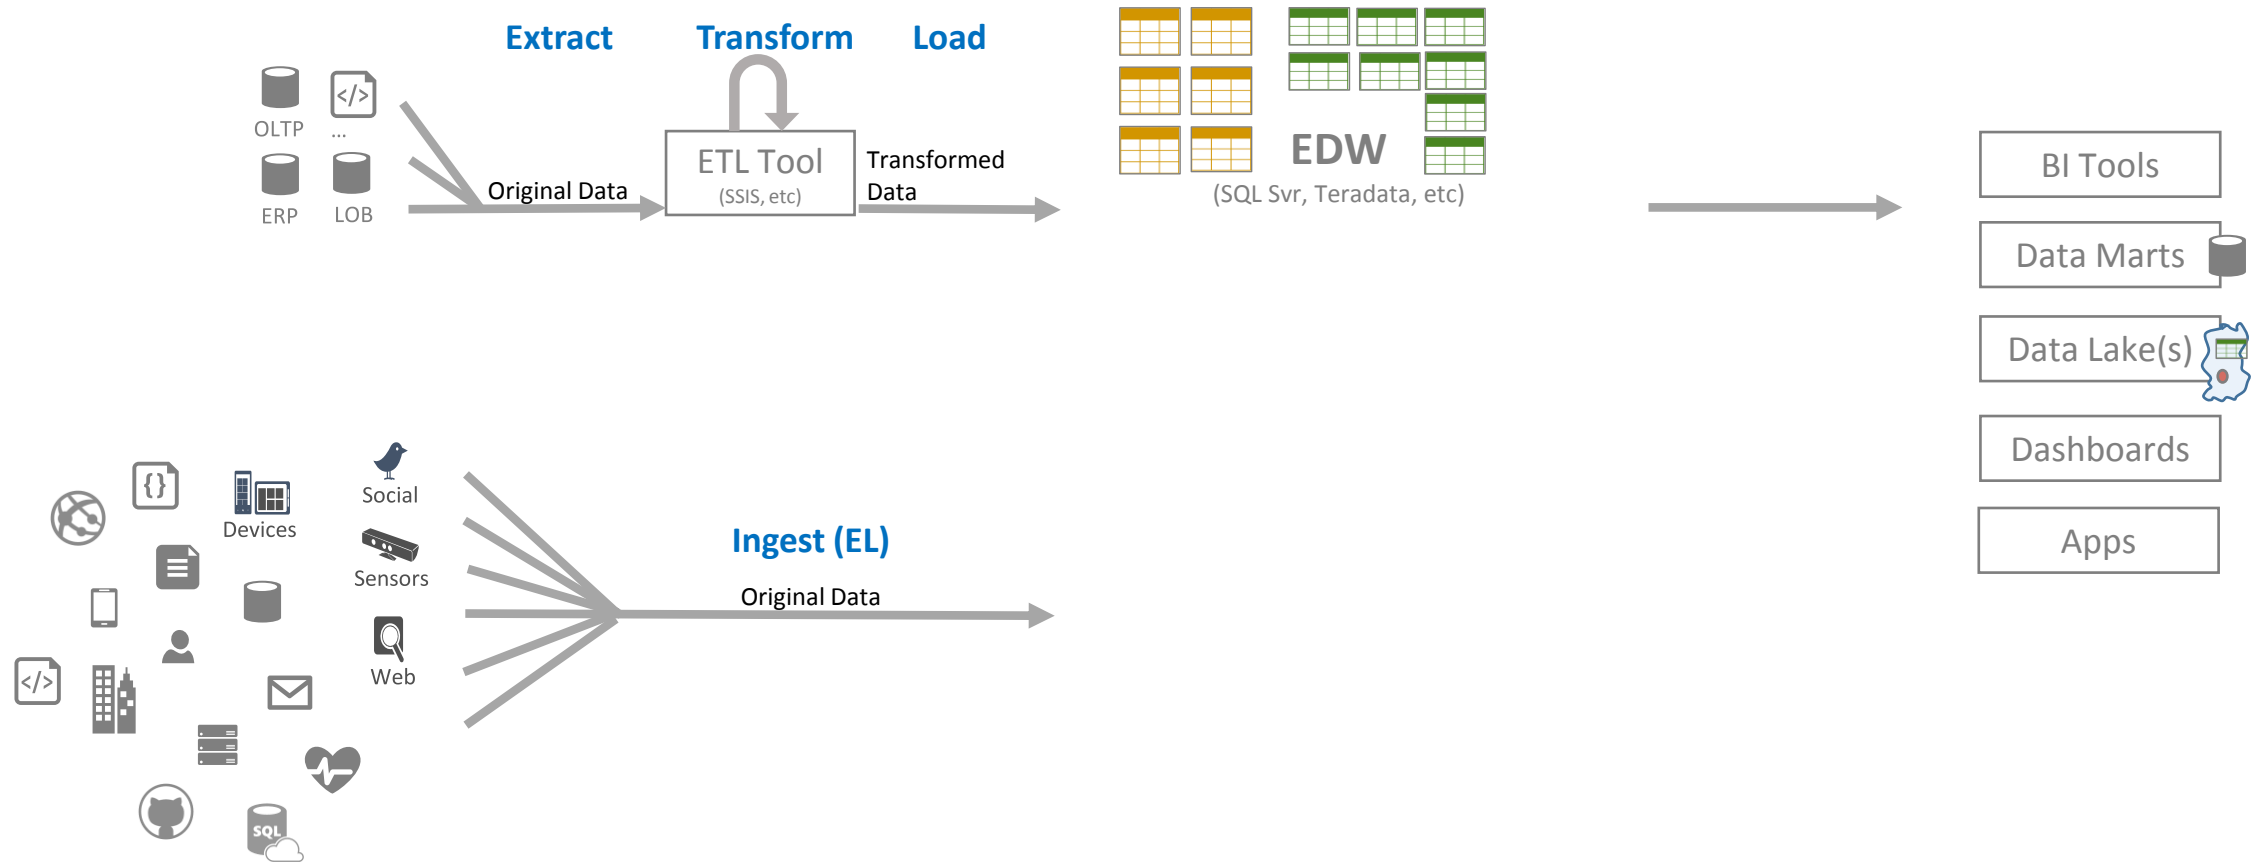 Extract
Transform
Load
OLTP
...
</>
ERP
LOB
Original Data
ETL Tool
(SSIS, etc)
Transformed
Data
EDW
(SQL Svr, Teradata, etc)
BI Tools
Data Marts
Data Lake(s)
Dashboards
Apps
{}
Devices
Social
Sensors
Web
</>
SQL
Ingest (EL)
Original Data